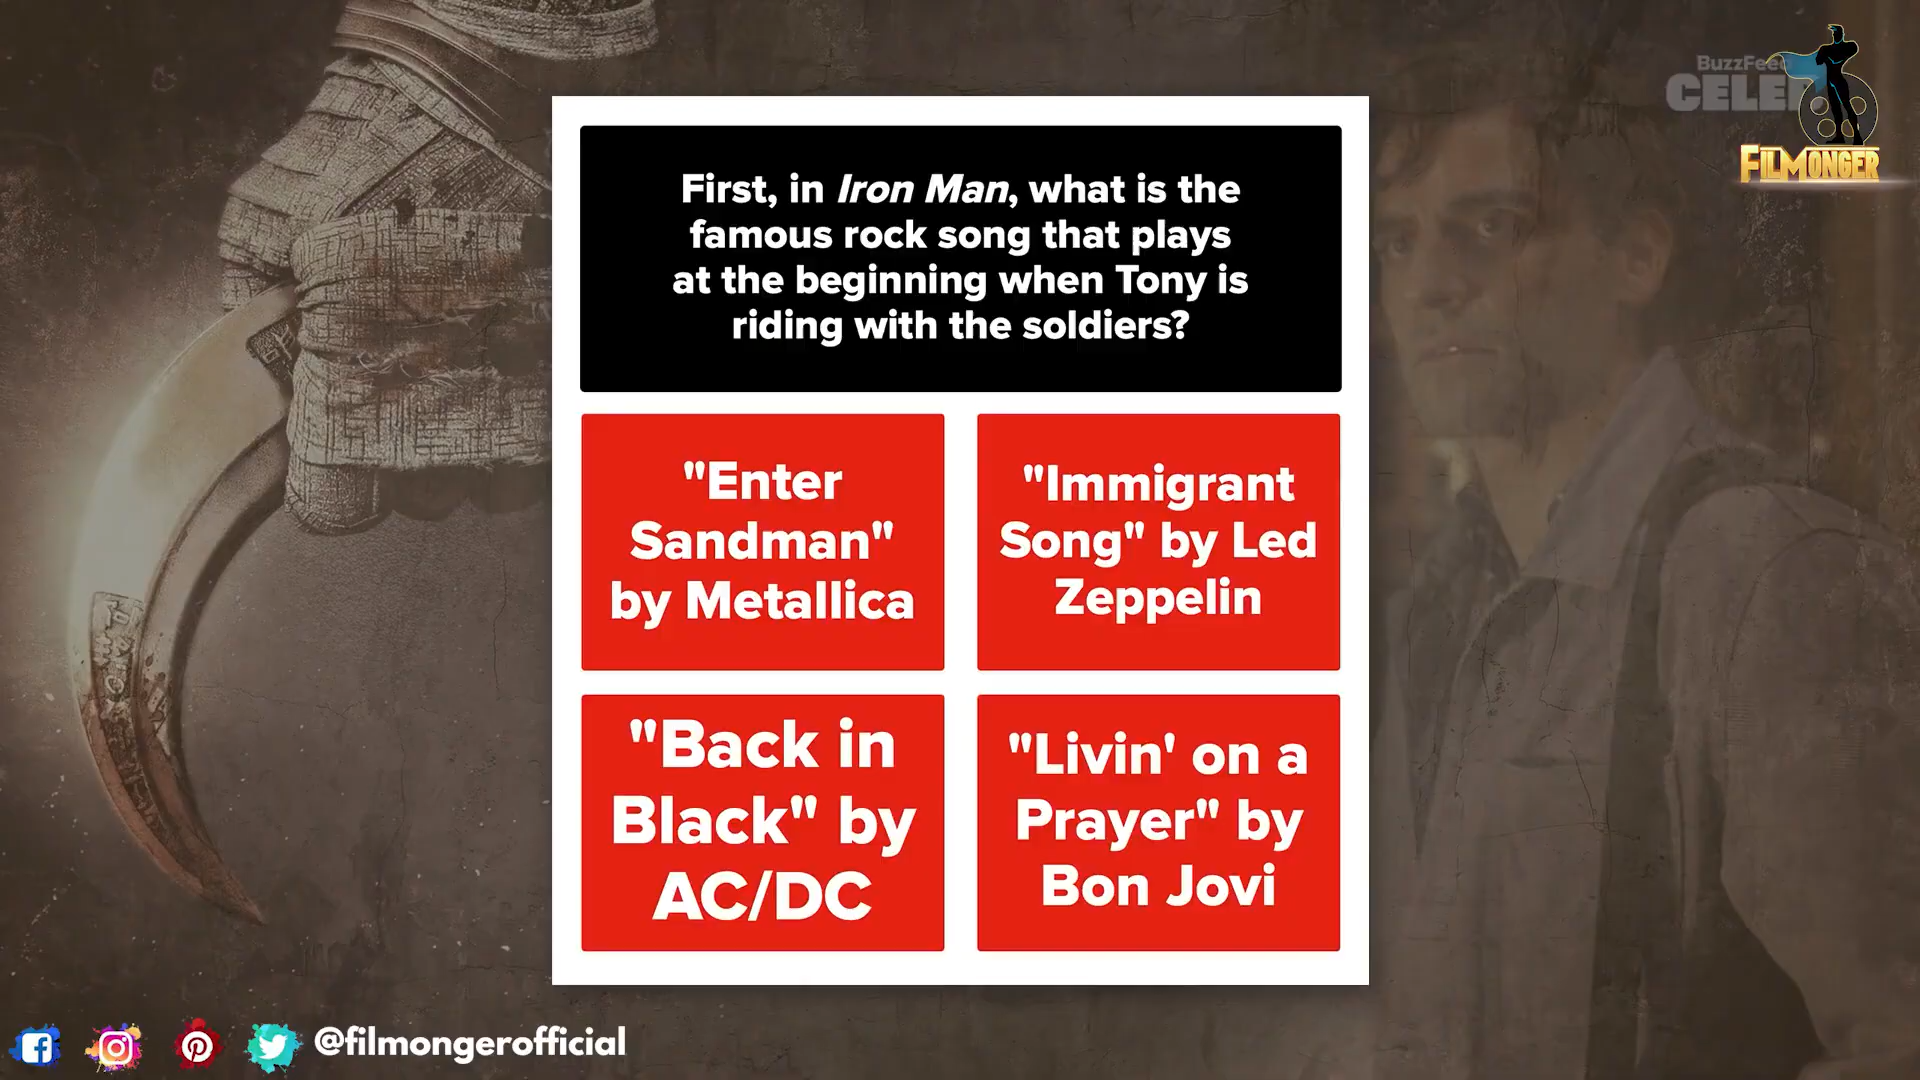 BuzzFeed
CELEB
FILMONGER
First, in Iron Man, what is the
famous rock song that plays
at the beginning when Tony is
riding with the soldiers?
"Enter
Sandman"
by Metallica
"Immigrant
Song" by Led
Zeppelin
"Back in
Black" by
AC/DC
"Livin' on a
Prayer" by
Bon Jovi
@filmongerofficial